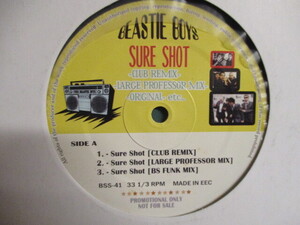 BEASTIE BOYS
SURE SHOT
CLUB REMIX
LARGE PROFESSOR MIX
ORGNAL etc.
SIDE A
1. - Sure Shot [CLUB REMIX]
2. - Sure Shot [LARGE PROFESSOR MIX]
3. - Sure Shot [BS FUNK MIX]
BSS-41 33 1/3 RPM MADE IN EEC
PROMOTIONAL ONLY
NOT FOR SALE